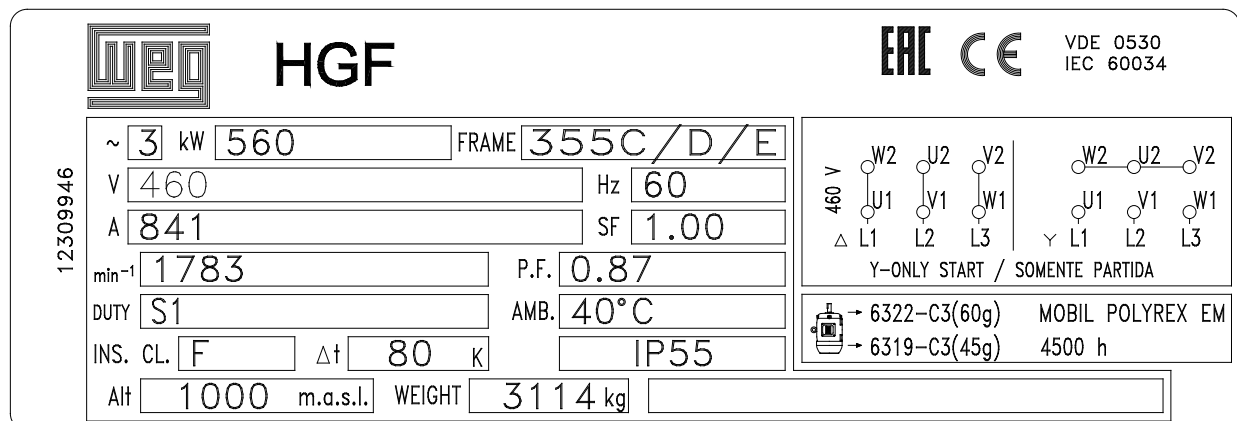 WEG HGF EAC CE VDE 0530
IEC 60034
12309946
~ 3 kW 560 FRAME 355C/D/E
V 460 Hz 60
A 841 SF 1.00
min-1 1783 P.F. 0.87
DUTY S1 AMB. 40°C
INS. CL. F Δt 80 K IP55
Alt 1000 m.a.s.l. WEIGHT 3114 kg
460 V
W2 U2 V2 W2 U2 V2
U1 V1 W1 U1 V1 W1
Δ L1 L2 L3 Y L1 L2 L3
Y-ONLY START / SOMENTE PARTIDA
→ 6322-C3(60g) MOBIL POLYREX EM
→ 6319-C3(45g) 4500 h